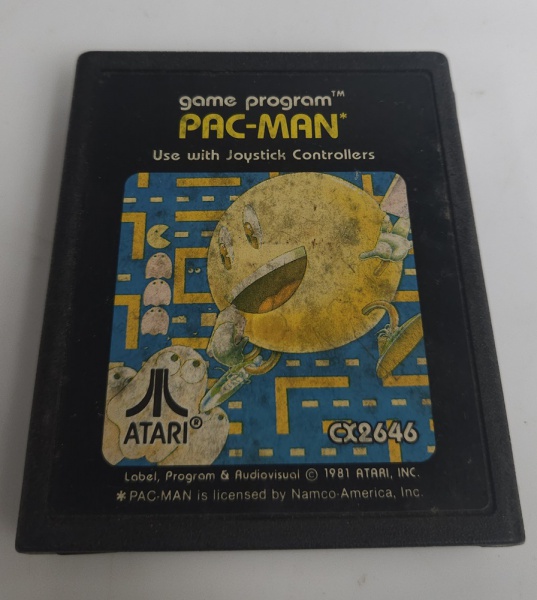 game program™
PAC-MAN*
Use with Joystick Controllers
ATARI®
CX2646
Label, Program & Audiovisual © 1981 ATARI, INC.
*PAC-MAN is licensed by Namco-America, Inc.